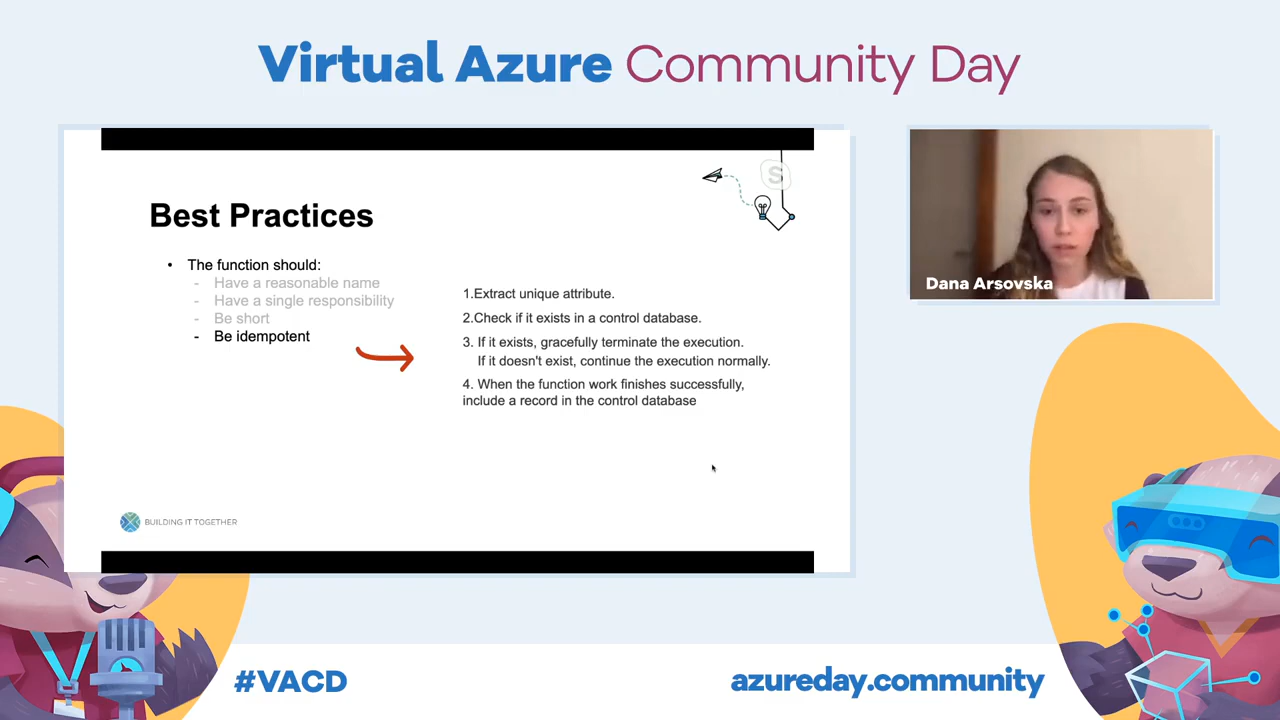 Virtual Azure Community Day
S
Best Practices
• The function should:
- Have a reasonable name
- Have a single responsibility
- Be short
- Be idempotent
1.Extract unique attribute.
2.Check if it exists in a control database.
3. If it exists, gracefully terminate the execution.
If it doesn't exist, continue the execution normally.
4. When the function work finishes successfully,
include a record in the control database
BUILDING IT TOGETHER
Dana Arsovska
#VACD
azureday.community